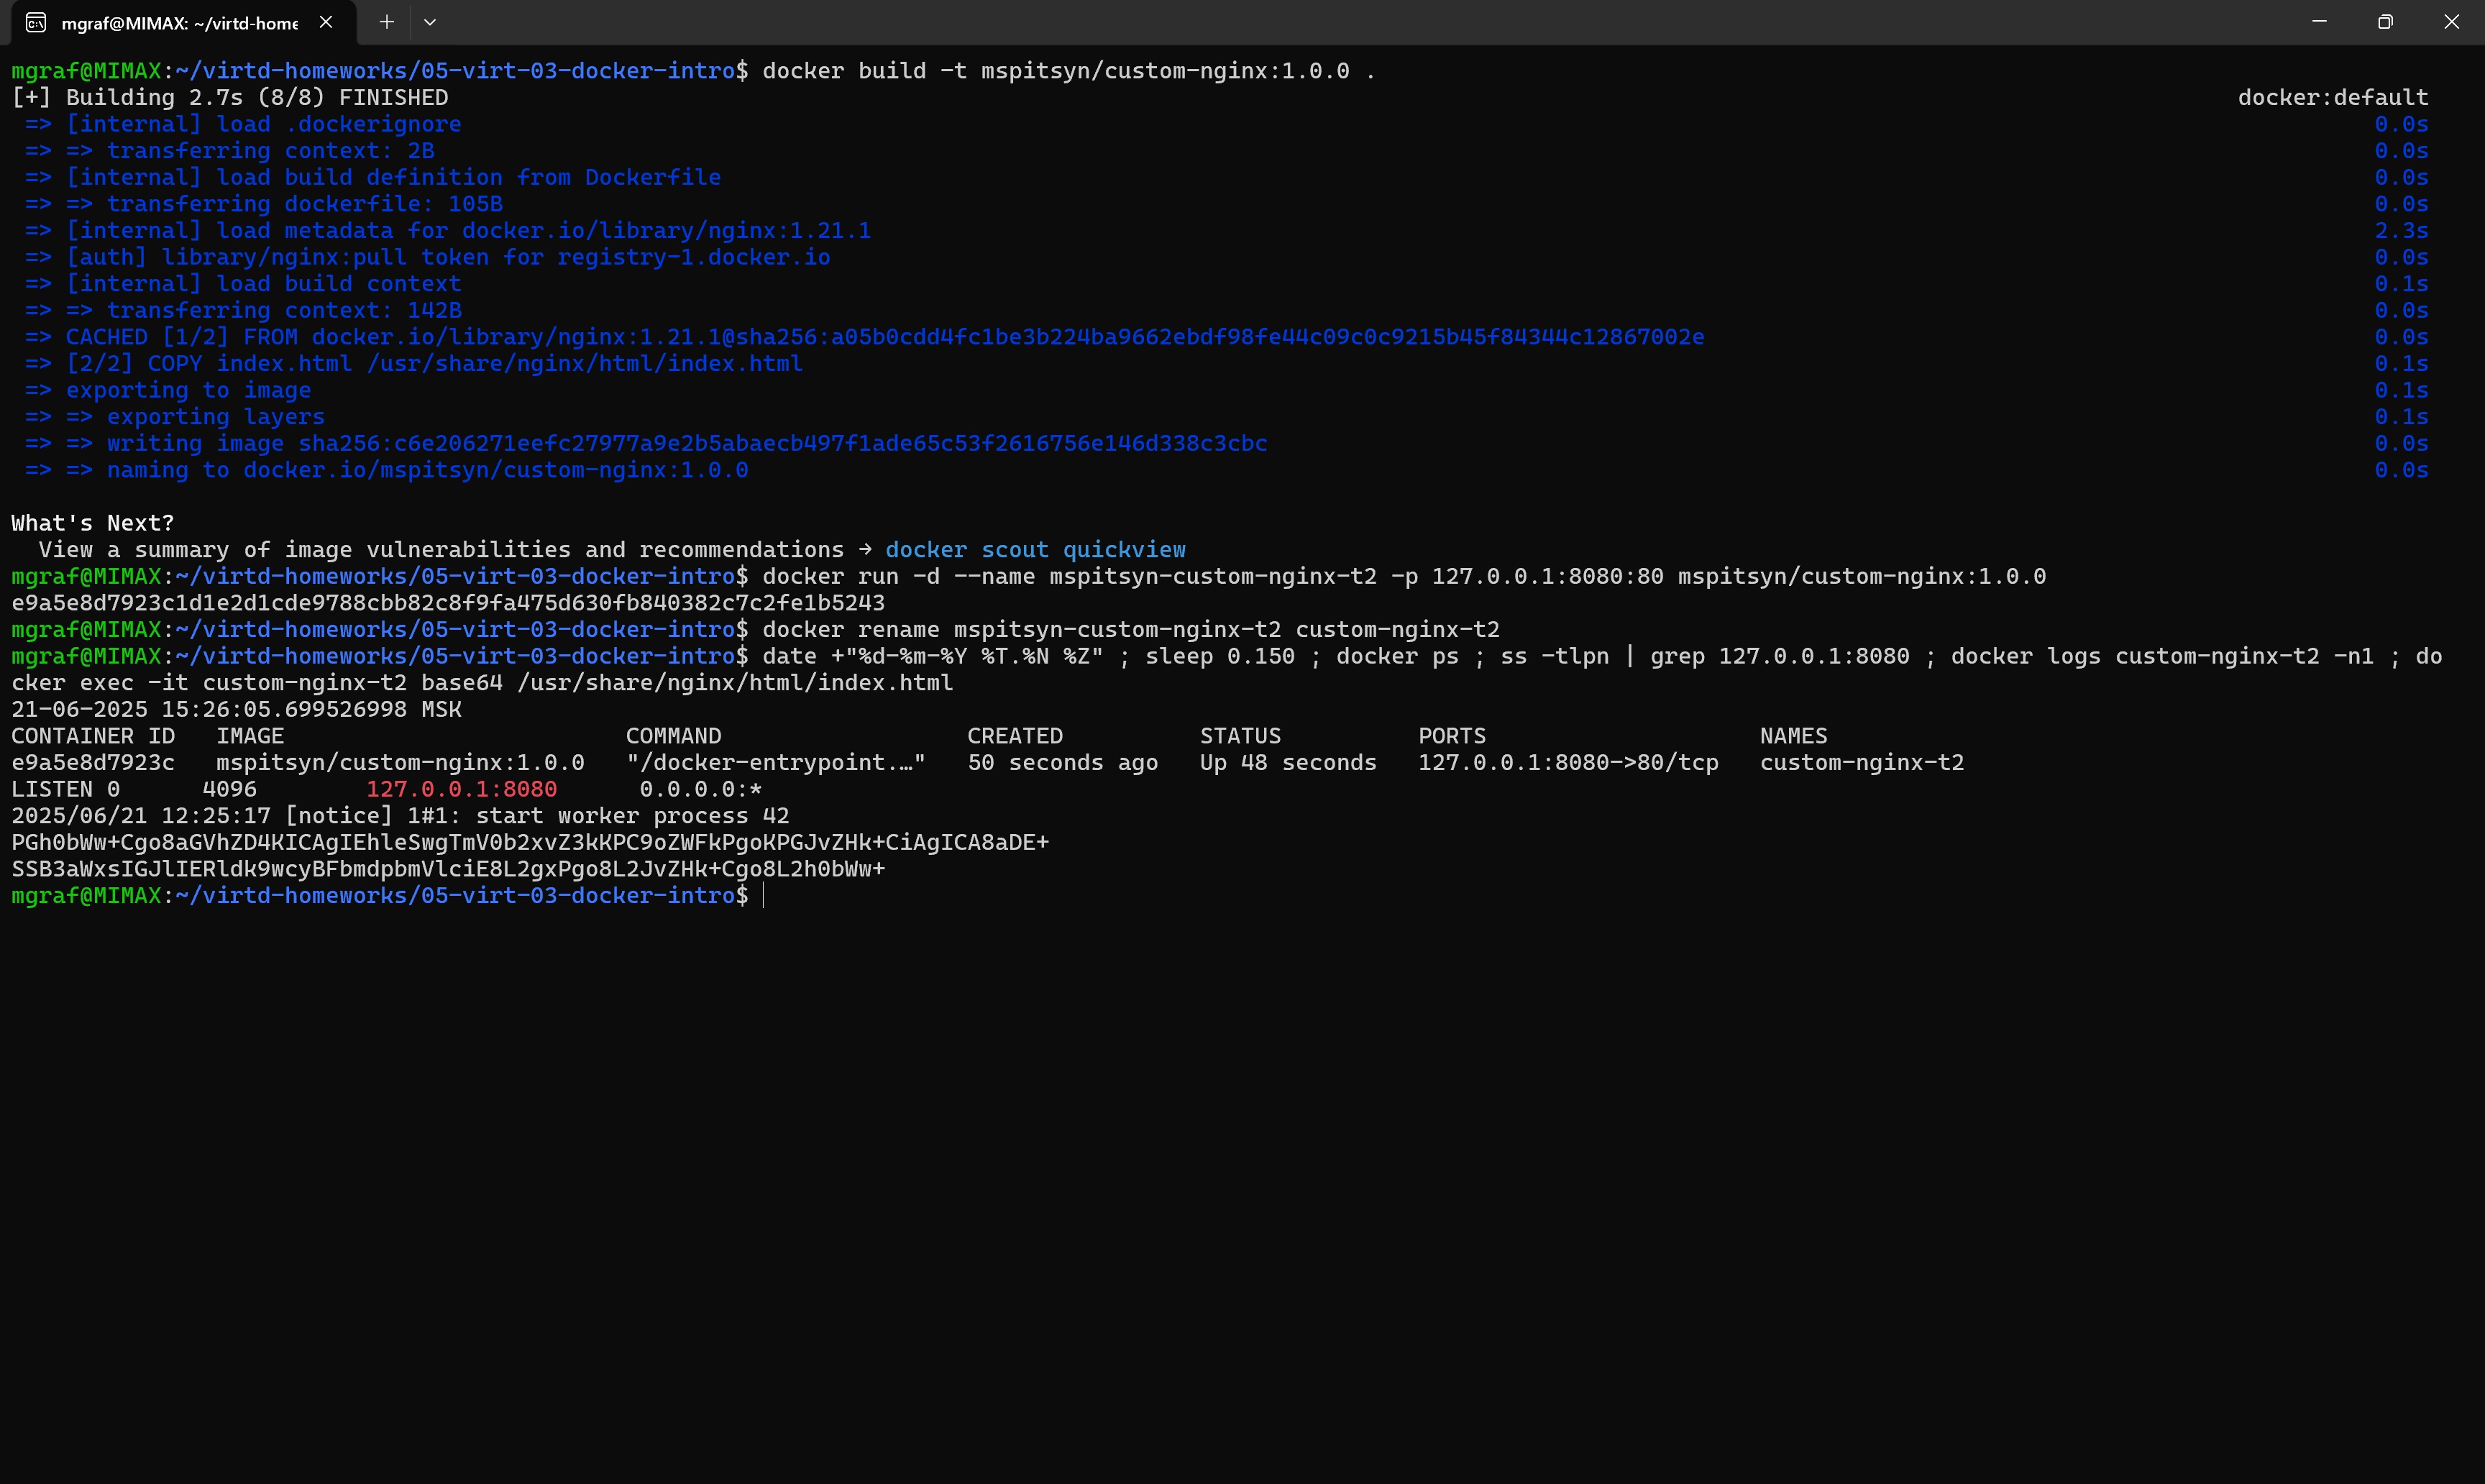 mgraf@MIMAX: ~/virtd-home
mgraf@MIMAX:~/virtd-homeworks/05-virt-03-docker-intro$ docker build -t mspitsyn/custom-nginx:1.0.0 .
[+] Building 2.7s (8/8) FINISHED docker:default
=> [internal] load .dockerignore 0.0s
=> => transferring context: 2B 0.0s
=> [internal] load build definition from Dockerfile 0.0s
=> => transferring dockerfile: 105B 0.0s
=> [internal] load metadata for docker.io/library/nginx:1.21.1 2.3s
=> [auth] library/nginx:pull token for registry-1.docker.io 0.0s
=> [internal] load build context 0.1s
=> => transferring context: 142B 0.0s
=> CACHED [1/2] FROM docker.io/library/nginx:1.21.1@sha256:a05b0cdd4fc1be3b224ba9662ebdf98fe44c09c0c9215b45f84344c12867002e 0.0s
=> [2/2] COPY index.html /usr/share/nginx/html/index.html 0.1s
=> exporting to image 0.1s
=> => exporting layers 0.1s
=> => writing image sha256:c6e206271eefc27977a9e2b5abaecb497f1ade65c53f2616756e146d338c3cbc 0.0s
=> => naming to docker.io/mspitsyn/custom-nginx:1.0.0 0.0s
What's Next?
View a summary of image vulnerabilities and recommendations → docker scout quickview
mgraf@MIMAX:~/virtd-homeworks/05-virt-03-docker-intro$ docker run -d --name mspitsyn-custom-nginx-t2 -p 127.0.0.1:8080:80 mspitsyn/custom-nginx:1.0.0
e9a5e8d7923c1d1e2d1cde9788cbb82c8f9fa475d630fb840382c7c2fe1b5243
mgraf@MIMAX:~/virtd-homeworks/05-virt-03-docker-intro$ docker rename mspitsyn-custom-nginx-t2 custom-nginx-t2
mgraf@MIMAX:~/virtd-homeworks/05-virt-03-docker-intro$ date +"%d-%m-%Y %T.%N %Z" ; sleep 0.150 ; docker ps ; ss -tlpn | grep 127.0.0.1:8080 ; docker logs custom-nginx-t2 -n1 ; do
cker exec -it custom-nginx-t2 base64 /usr/share/nginx/html/index.html
21-06-2025 15:26:05.699526998 MSK
CONTAINER ID IMAGE COMMAND CREATED STATUS PORTS NAMES
e9a5e8d7923c mspitsyn/custom-nginx:1.0.0 "/docker-entrypoint.…" 50 seconds ago Up 48 seconds 127.0.0.1:8080->80/tcp custom-nginx-t2
LISTEN 0 4096 127.0.0.1:8080 0.0.0.0:*
2025/06/21 12:25:17 [notice] 1#1: start worker process 42
PGh0bWw+Cgo8aGVhZD4KICAgIEhleSwgTmV0b2xvZ3kKPC9oZWFkPgoKPGJvZHk+CiAgICA8aDE+
SSB3aWxsIGJlIERldk9wcyBFbmdpbmVlciE8L2gxPgo8L2JvZHk+Cgo8L2h0bWw+
mgraf@MIMAX:~/virtd-homeworks/05-virt-03-docker-intro$